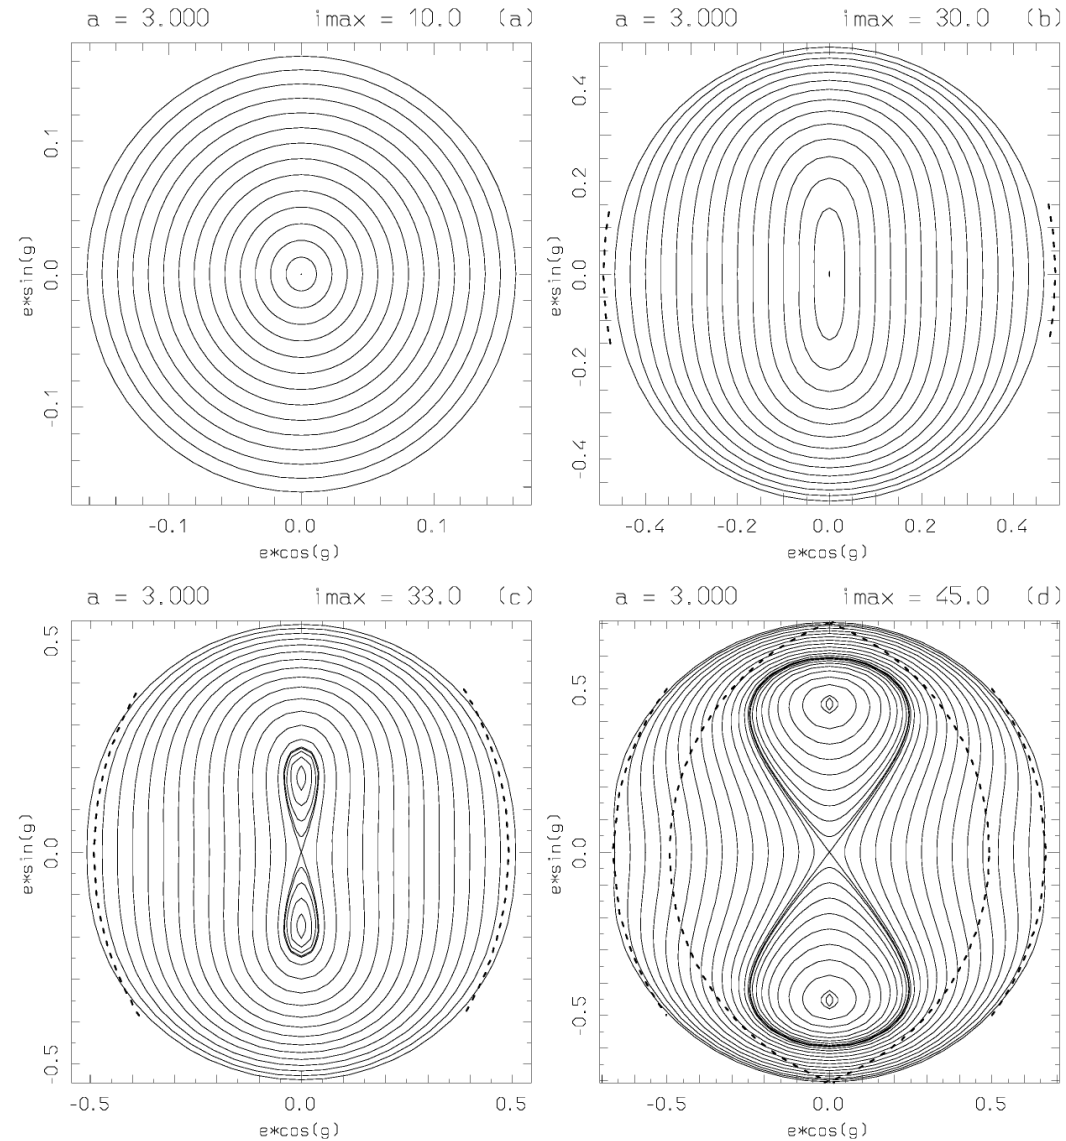 a = 3.000 imax = 10.0 (a)
0.1
0.0
-0.1
e*sin(g)
-0.1 0.0 0.1
e*cos(g)
a = 3.000 imax = 30.0 (b)
0.4
0.2
0.0
-0.2
-0.4
e*sin(g)
-0.4 -0.2 0.0 0.2 0.4
e*cos(g)
a = 3.000 imax = 33.0 (c)
0.5
0.0
-0.5
e*sin(g)
-0.5 0.0 0.5
e*cos(g)
a = 3.000 imax = 45.0 (d)
0.5
0.0
-0.5
e*sin(g)
-0.5 0.0 0.5
e*cos(g)